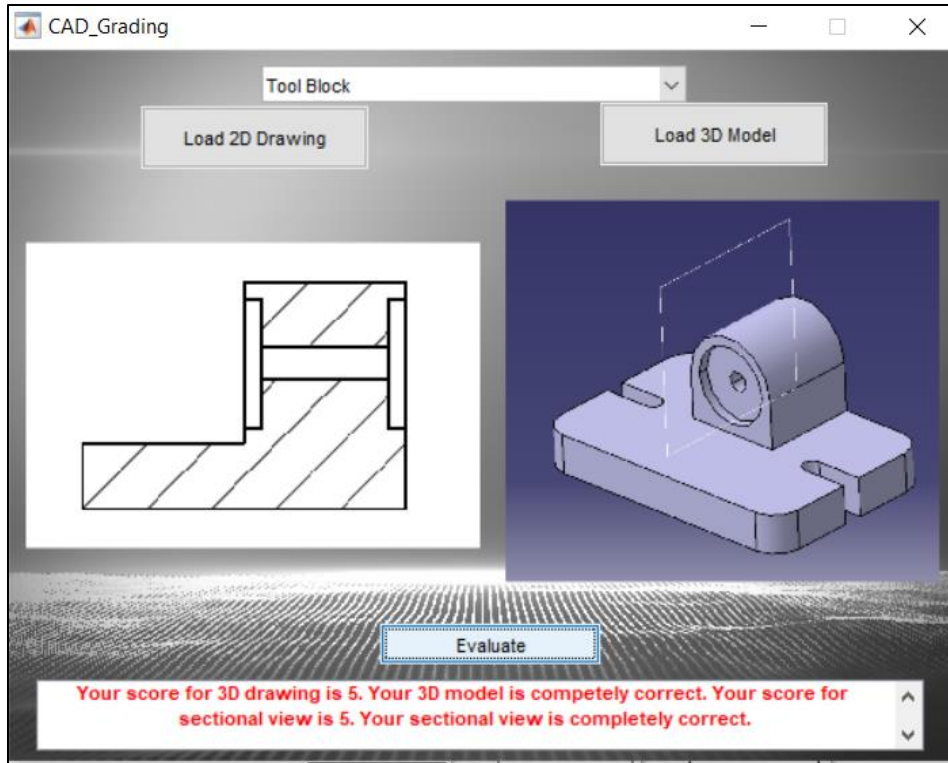 CAD_Grading
Tool Block
Load 2D Drawing
Load 3D Model
Evaluate
Your score for 3D drawing is 5. Your 3D model is competely correct. Your score for
sectional view is 5. Your sectional view is completely correct.